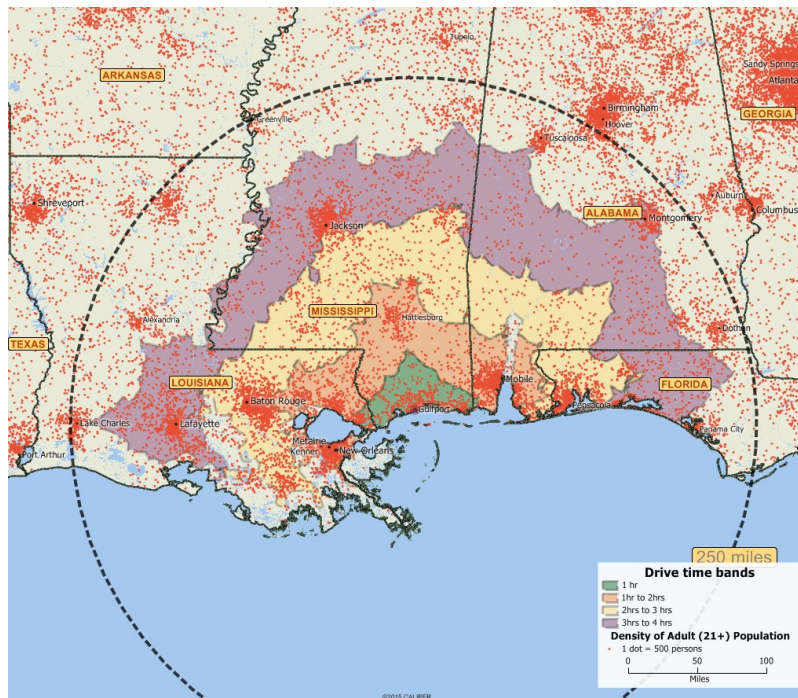 Tupelo
Sandy Springs
ARKANSAS
Atlanta
Birmingham
GEORGIA
Greenville
Hoover
Tuscaloosa
Auburn
Shreveport
ALABAMA
Columbus
Jackson
Montgomery
MISSISSIPPI
Hattiesburg
Alexandria
Dothan
TEXAS
LOUISIANA
Mobile
FLORIDA
Baton Rouge
Gulfport
Pensacola
Lake Charles
Lafayette
Panama City
Metairie
Kenner
New Orleans
Port Arthur
250 miles
Drive time bands
1 hr
1hr to 2hrs
2hrs to 3 hrs
3hrs to 4 hrs
Density of Adult (21+) Population
1 dot = 500 persons
0 50 100
Miles
©2015 CALIPER